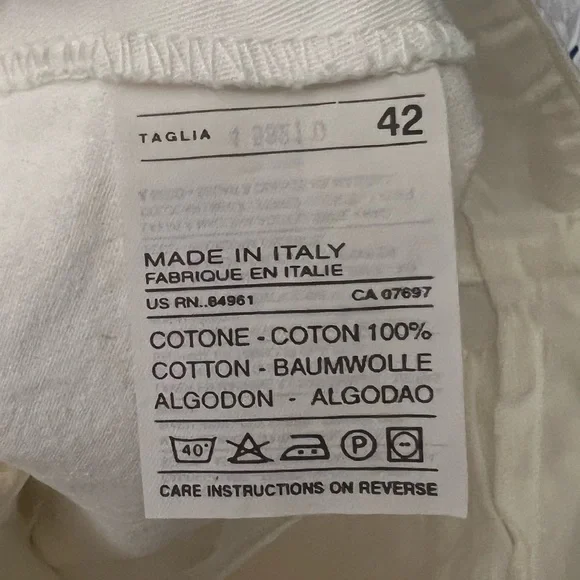 TAGLIA 42
MADE IN ITALY
FABRIQUE EN ITALIE
US RN..84961 CA 07697
COTONE - COTON 100%
COTTON - BAUMWOLLE
ALGODON - ALGODAO
40° P
CARE INSTRUCTIONS ON REVERSE